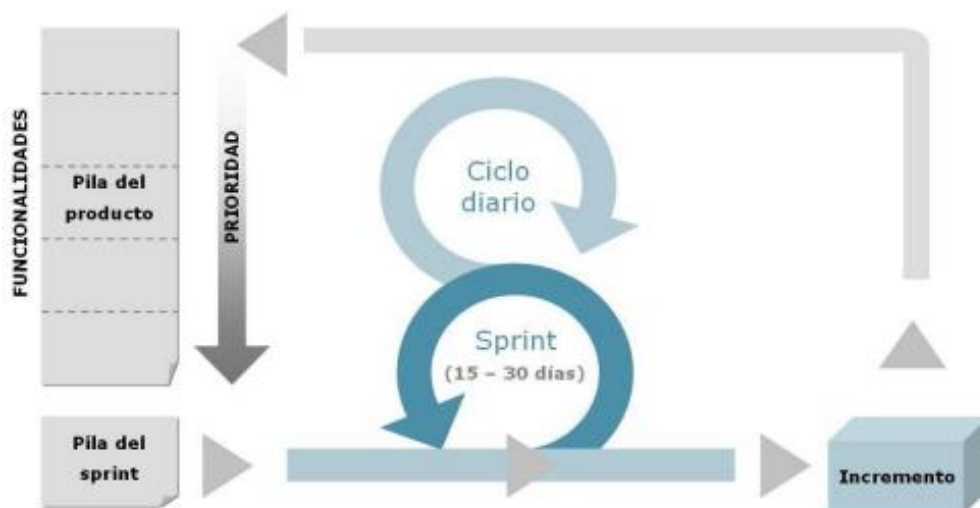 FUNCIONALIDADES
Pila del
producto
PRIORIDAD
Ciclo
diario
Sprint
(15 – 30 días)
Pila del
sprint
Incremento